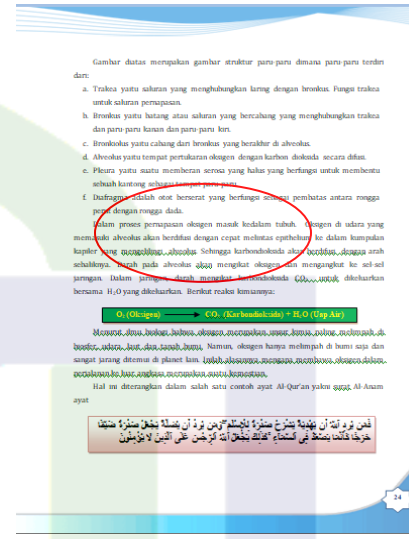 Gambar diatas merupakan gambar struktur paru-paru dimana paru-paru terdiri
dari:
a. Trakea yaitu saluran yang menghubungkan laring dengan bronkus. Fungsi trakea
untuk saluran pernapasan.
b. Bronkus yaitu batang atau saluran yang bercabang yang menghubungkan trakea
dan paru-paru kanan dan paru-paru kiri.
c. Bronkiolus yaitu cabang dari bronkus yang berakhir di alveolus.
d. Alveolus yaitu tempat pertukaran oksigen dengan karbon dioksida secara difusi.
e. Pleura yaitu suatu memberan serosa yang halus yang berfungsi untuk membentu
sebuah kantong sebagai tempat paru-paru.
f. Diafragma adalah otot berserat yang berfungsi sebagai pembatas antara rongga
perut dengan rongga dada.
Dalam proses pernapasan oksigen masuk kedalam tubuh. Oksigen di udara yang
memasuki alveolus akan berdifusi dengan cepat melintas epithelium ke dalam kumpulan
kapiler yang mengelilingi alveolus. Sehingga karbondioksida akan berdifusi dengan arah
sebaliknya. Darah pada alveolus akan mengikat oksigen dan mengangkut ke sel-sel
jaringan. Dalam jaringan, darah mengikat karbondioksida CO₂ untuk dikeluarkan
bersama H₂O yang dikeluarkan. Berikut reaksi kimianya:
O₂ (Oksigen) → CO₂ (Karbondioksida) + H₂O (Uap Air)
Menurut ilmu biologi bahwa oksigen merupakan unsur kimia paling melimpah di
biosfer, udara, laut dan tanah bumi. Namun, oksigen hanya melimpah di bumi saja dan
sangat jarang ditemui di planet lain. Inilah alasannya mengapa membawa oksigen dalam
perjalanan ke luar angkasa merupakan suatu kemestian.
Hal ini diterangkan dalam salah satu contoh ayat Al-Qur'an yakni surat Al-Anam
ayat
فَمَن يُرِدِ ٱللَّهُ أَن يَهْدِيَهُۥ يَشْرَحْ صَدْرَهُۥ لِلْإِسْلَٰمِ وَمَن يُرِدْ أَن يُضِلَّهُۥ يَجْعَلْ صَدْرَهُۥ ضَيِّقًا
حَرَجًا كَأَنَّمَا يَصَّعَّدُ فِى ٱلسَّمَآءِ كَذَٰلِكَ يَجْعَلُ ٱللَّهُ ٱلرِّجْسَ عَلَى ٱلَّذِينَ لَا يُؤْمِنُونَ
24